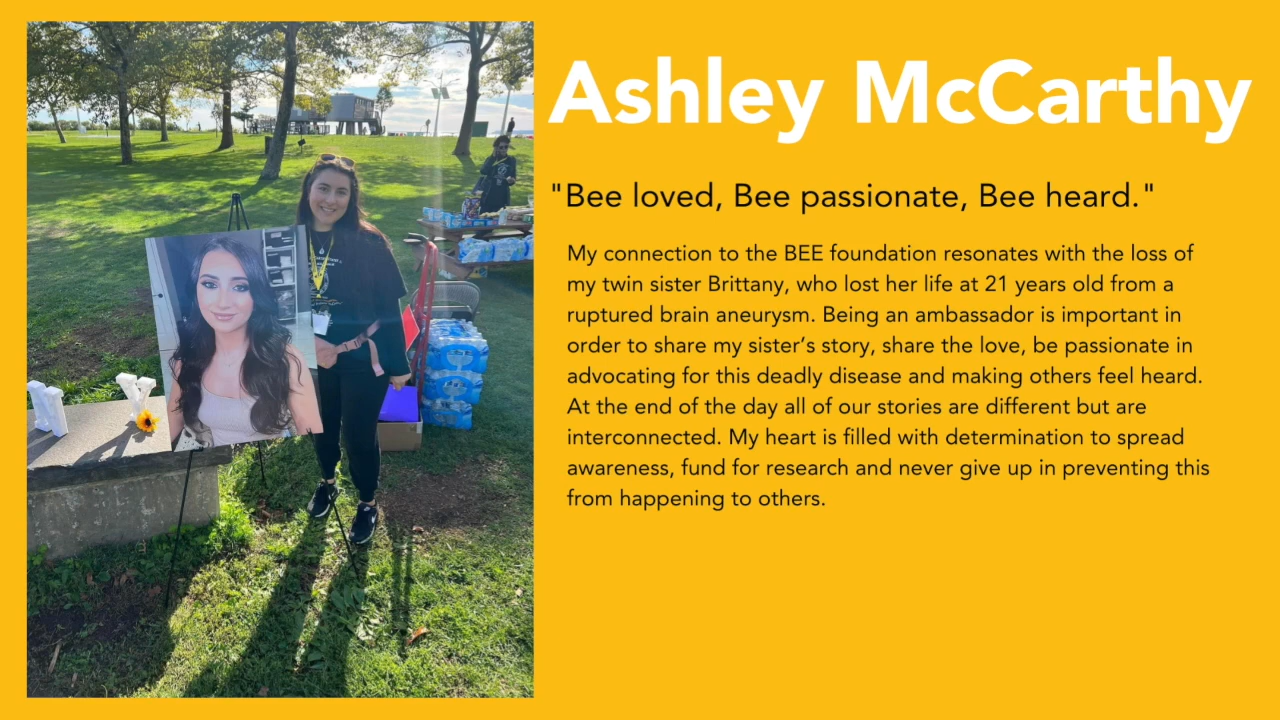 Ashley McCarthy
"Bee loved, Bee passionate, Bee heard."
My connection to the BEE foundation resonates with the loss of
my twin sister Brittany, who lost her life at 21 years old from a
ruptured brain aneurysm. Being an ambassador is important in
order to share my sister’s story, share the love, be passionate in
advocating for this deadly disease and making others feel heard.
At the end of the day all of our stories are different but are
interconnected. My heart is filled with determination to spread
awareness, fund for research and never give up in preventing this
from happening to others.